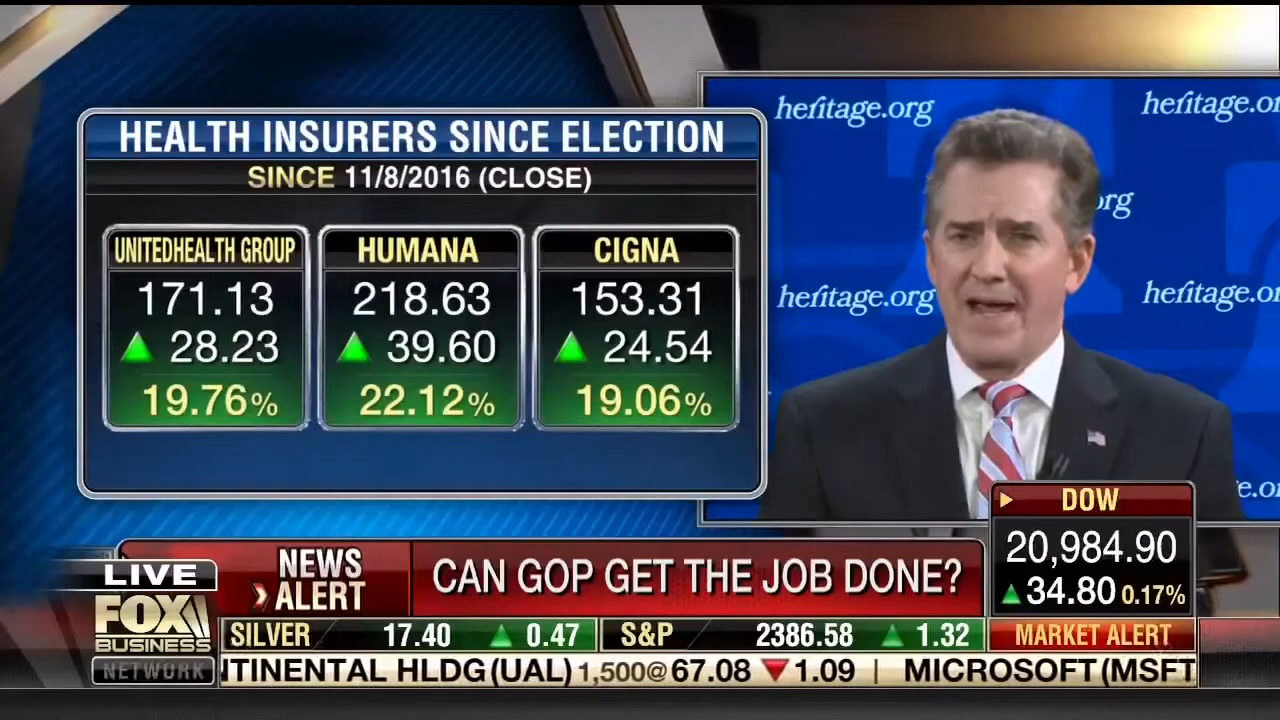 heritage.org
heritage.o
org
heritage.org
heritage.o
e.o
HEALTH INSURERS SINCE ELECTION
SINCE 11/8/2016 (CLOSE)
UNITEDHEALTH GROUP
171.13
▲ 28.23
19.76%
HUMANA
218.63
▲ 39.60
22.12%
CIGNA
153.31
▲ 24.54
19.06%
DOW
20,984.90
▲ 34.80 0.17%
MARKET ALERT
LIVE
FOX
BUSINESS
NETWORK
NEWS
ALERT
CAN GOP GET THE JOB DONE?
SILVER 17.40 ▲ 0.47
S&P 2386.58 ▲ 1.32
NTINENTAL HLDG(UAL) 1,500@67.08 ▼1.09 | MICROSOFT(MSFT